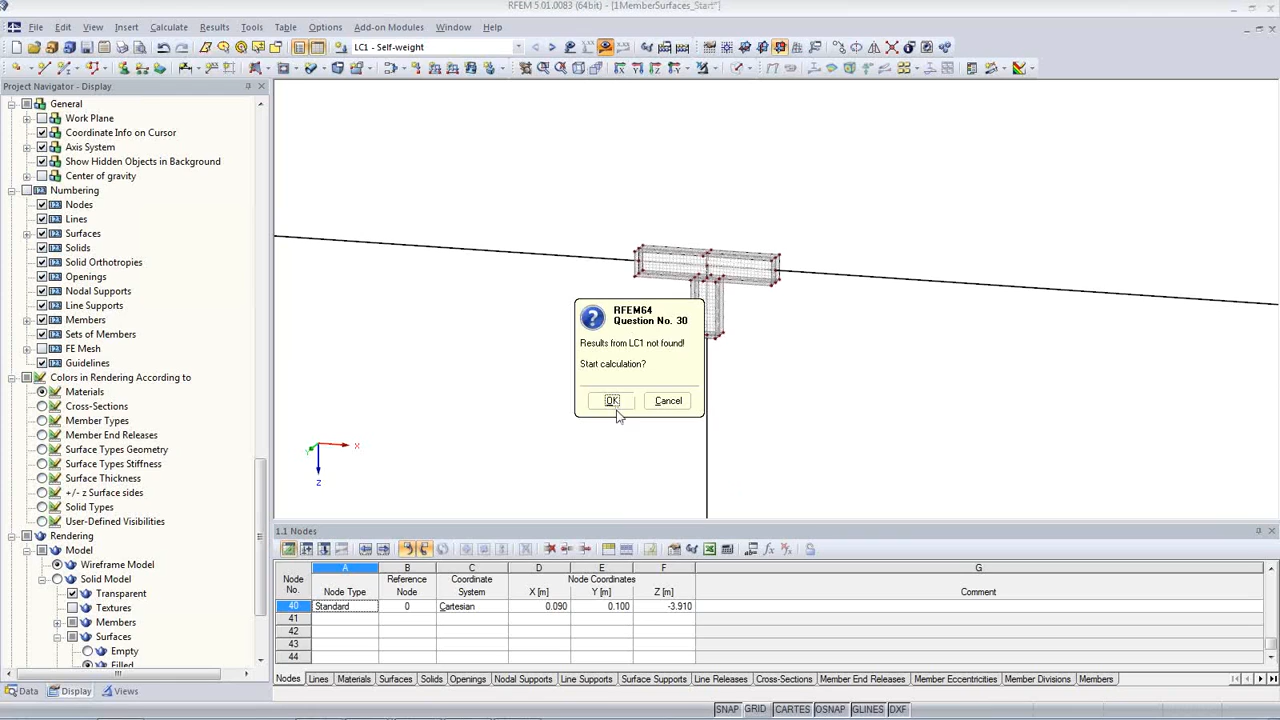 RFEM 5.01.0083 (64bit) - [1MemberSurfaces_Start*]
File Edit View Insert Calculate Results Tools Table Options Add-on Modules Window Help
LC1 - Self-weight
Project Navigator - Display
General
Work Plane
Coordinate Info on Cursor
Axis System
Show Hidden Objects in Background
Center of gravity
Numbering
Nodes
Lines
Surfaces
Solids
Solid Orthotropies
Openings
Nodal Supports
Line Supports
Members
Sets of Members
FE Mesh
Guidelines
Colors in Rendering According to
Materials
Cross-Sections
Member Types
Member End Releases
Surface Types Geometry
Surface Types Stiffness
Surface Thickness
+/- z Surface sides
Solid Types
User-Defined Visibilities
Rendering
Model
Wireframe Model
Solid Model
Transparent
Textures
Members
Surfaces
Empty
Filled
Data Display Views
RFEM64
Question No. 30
Results from LC1 not found!
Start calculation?
OK Cancel
X
Y
Z
1.1 Nodes
A B C D E F G
Node Reference Coordinate Node Coordinates
No. Node Type Node System X [m] Y [m] Z [m] Comment
40 Standard 0 Cartesian 0.090 0.100 -3.910
41
42
43
44
Nodes Lines Materials Surfaces Solids Openings Nodal Supports Line Supports Surface Supports Line Releases Cross-Sections Member End Releases Member Eccentricities Member Divisions Members
SNAP GRID CARTES OSNAP GLINES DXF